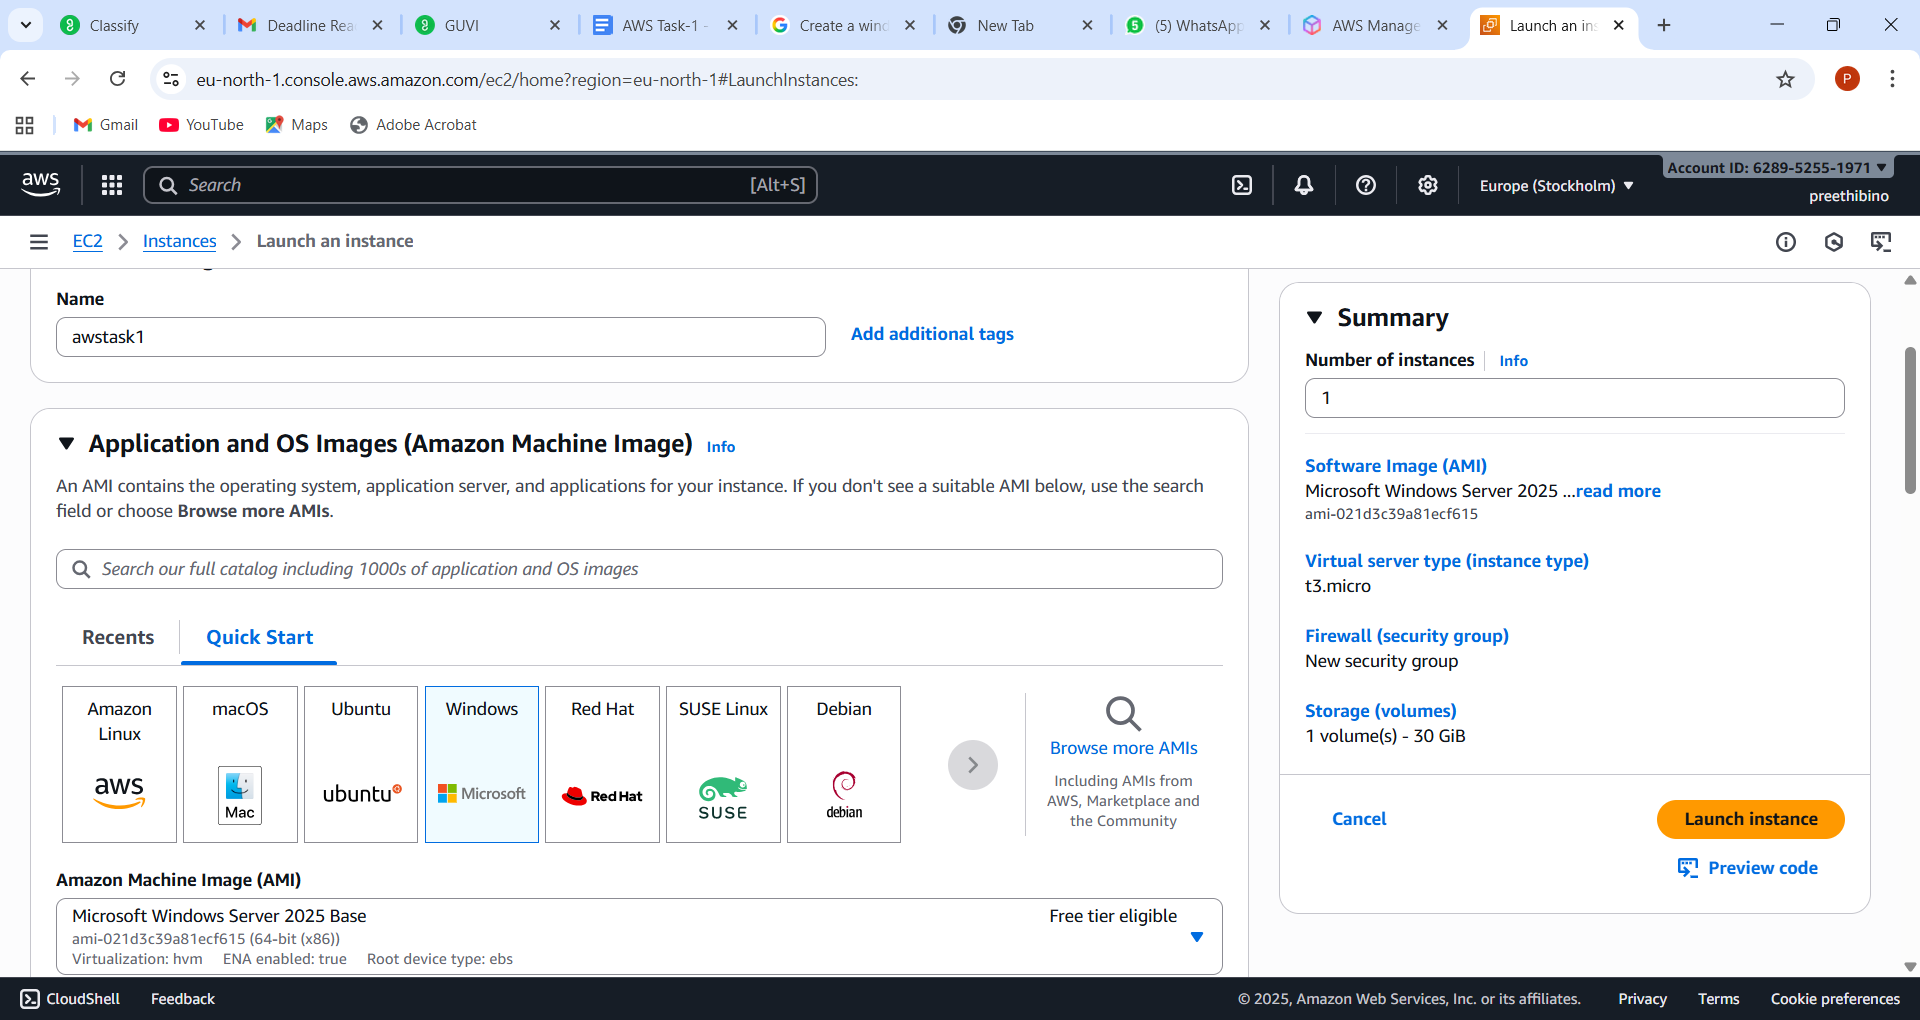 Classify
Deadline Rea
GUVI
AWS Task-1 -
Create a wind
New Tab
(5) WhatsApp
AWS Manage
Launch an ins
eu-north-1.console.aws.amazon.com/ec2/home?region=eu-north-1#LaunchInstances:
P
Gmail
YouTube
Maps
Adobe Acrobat
aws
Search
[Alt+S]
Europe (Stockholm)
Account ID: 6289-5255-1971
preethibino
EC2
Instances
Launch an instance
Name
awstask1
Add additional tags
Application and OS Images (Amazon Machine Image) Info
An AMI contains the operating system, application server, and applications for your instance. If you don't see a suitable AMI below, use the search
field or choose Browse more AMIs.
Search our full catalog including 1000s of application and OS images
Recents
Quick Start
Amazon
Linux
aws
macOS
Mac
Ubuntu
ubuntu
Windows
Microsoft
Red Hat
Red Hat
SUSE Linux
SUSE
Debian
debian
Browse more AMIs
Including AMIs from
AWS, Marketplace and
the Community
Amazon Machine Image (AMI)
Microsoft Windows Server 2025 Base
Free tier eligible
ami-021d3c39a81ecf615 (64-bit (x86))
Virtualization: hvm ENA enabled: true Root device type: ebs
Summary
Number of instances Info
1
Software Image (AMI)
Microsoft Windows Server 2025 ...read more
ami-021d3c39a81ecf615
Virtual server type (instance type)
t3.micro
Firewall (security group)
New security group
Storage (volumes)
1 volume(s) - 30 GiB
Cancel
Launch instance
Preview code
CloudShell
Feedback
© 2025, Amazon Web Services, Inc. or its affiliates.
Privacy
Terms
Cookie preferences